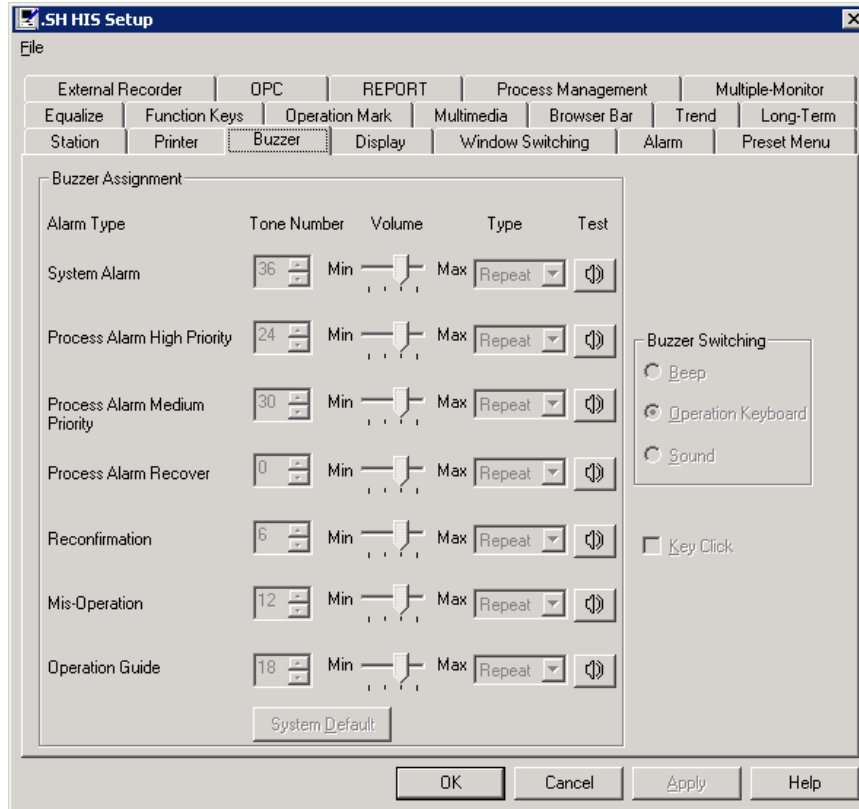 .SH HIS Setup
File
External Recorder OPC REPORT Process Management Multiple-Monitor
Equalize Function Keys Operation Mark Multimedia Browser Bar Trend Long-Term
Station Printer Buzzer Display Window Switching Alarm Preset Menu
Buzzer Assignment
Alarm Type Tone Number Volume Type Test
System Alarm 36 Min Max Repeat
Process Alarm High Priority 24 Min Max Repeat
Process Alarm Medium
Priority 30 Min Max Repeat
Process Alarm Recover 0 Min Max Repeat
Reconfirmation 6 Min Max Repeat
Mis-Operation 12 Min Max Repeat
Operation Guide 18 Min Max Repeat
System Default
Buzzer Switching
Beep
Operation Keyboard
Sound
Key Click
OK Cancel Apply Help